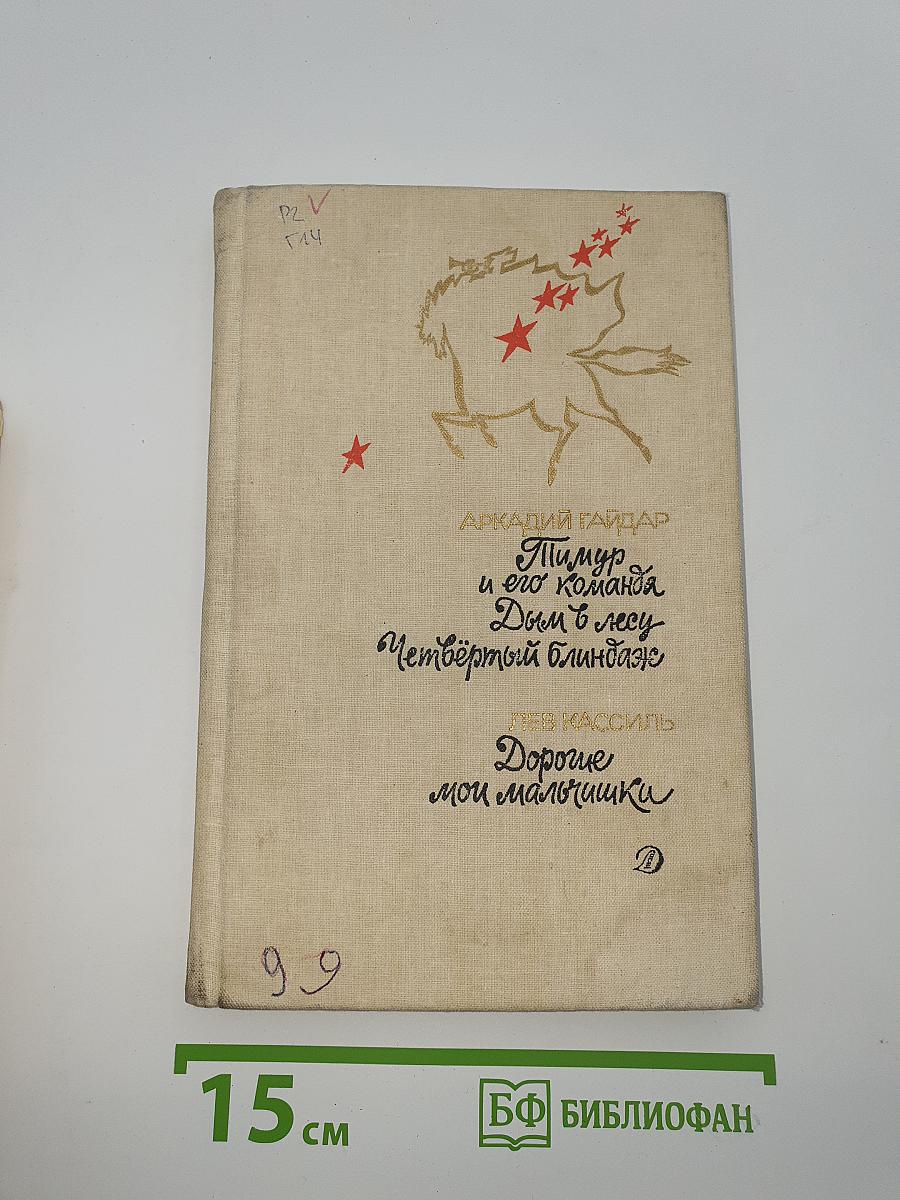 Р2 V
Г14
АРКАДИЙ ГАЙДАР
Тимур
и его команда
Дым в лесу
Четвёртый блиндаж
ЛЕВ КАССИЛЬ
Дорогие
мои мальчишки
Д
99
15 см
БФ БИБЛИОФАН